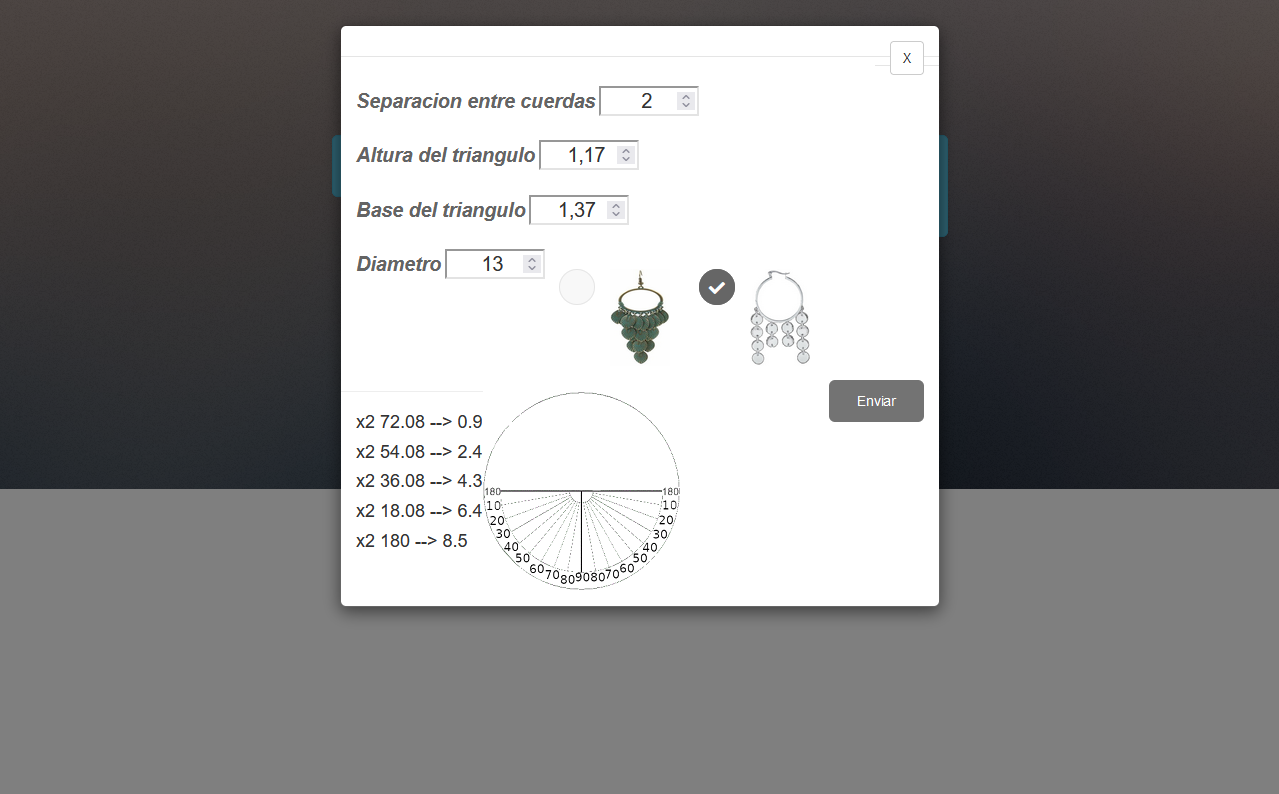 X
Separacion entre cuerdas 2
Altura del triangulo 1,17
Base del triangulo 1,37
Diametro 13
Enviar
x2 72.08 --> 0.9
x2 54.08 --> 2.4
x2 36.08 --> 4.3
x2 18.08 --> 6.4
x2 180 --> 8.5
180 180
10 10
20 20
30 30
40 40
50 50
60 70 80 90 80 70 60